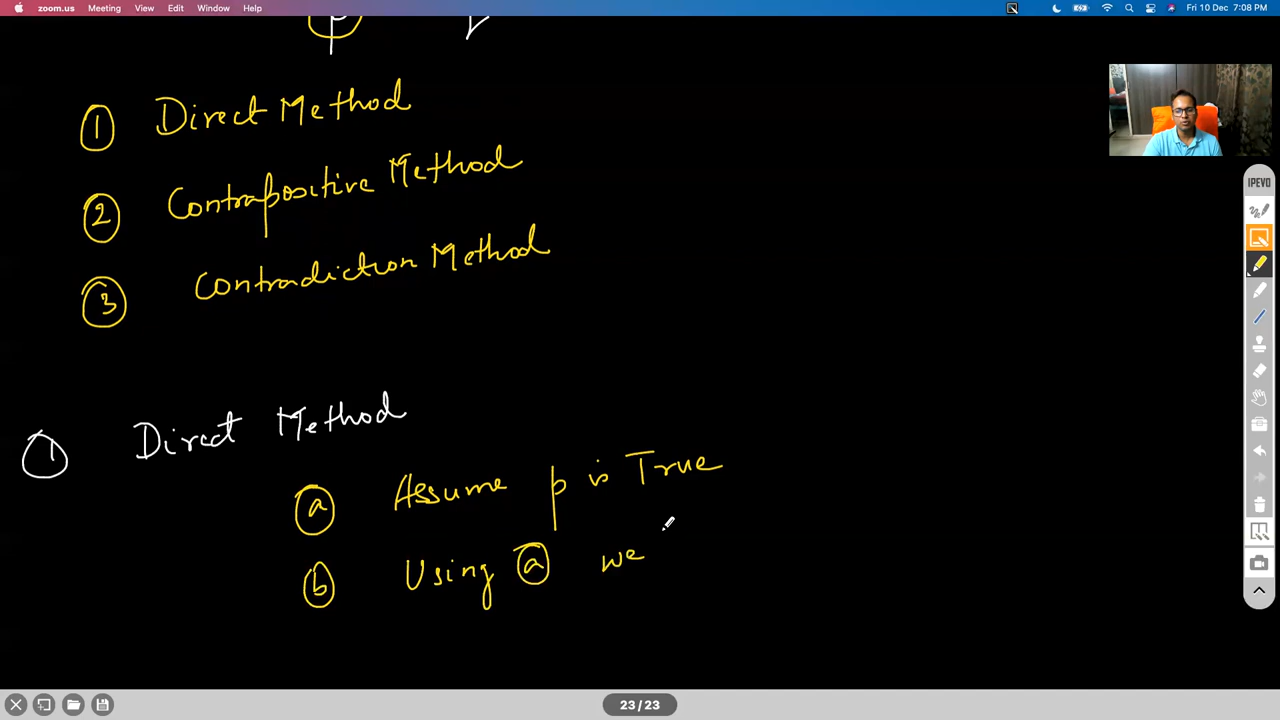 zoom.us Meeting View Edit Window Help Fri 10 Dec 7:08 PM
p
① Direct Method
② Contrapositive Method
③ Contradiction Method
① Direct Method
ⓐ Assume p is True
ⓑ Using ⓐ we
IPEVO
23/23